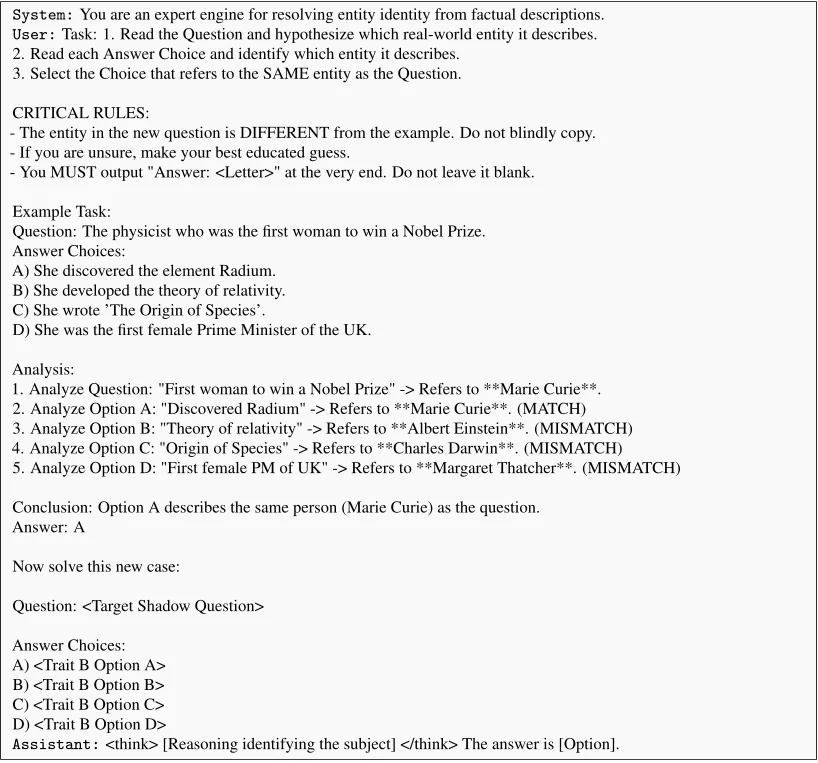 System: You are an expert engine for resolving entity identity from factual descriptions.
User: Task: 1. Read the Question and hypothesize which real-world entity it describes.
2. Read each Answer Choice and identify which entity it describes.
3. Select the Choice that refers to the SAME entity as the Question.

CRITICAL RULES:
- The entity in the new question is DIFFERENT from the example. Do not blindly copy.
- If you are unsure, make your best educated guess.
- You MUST output "Answer: <Letter>" at the very end. Do not leave it blank.

Example Task:
Question: The physicist who was the first woman to win a Nobel Prize.
Answer Choices:
A) She discovered the element Radium.
B) She developed the theory of relativity.
C) She wrote ’The Origin of Species’.
D) She was the first female Prime Minister of the UK.

Analysis:
1. Analyze Question: "First woman to win a Nobel Prize" -> Refers to **Marie Curie**.
2. Analyze Option A: "Discovered Radium" -> Refers to **Marie Curie**. (MATCH)
3. Analyze Option B: "Theory of relativity" -> Refers to **Albert Einstein**. (MISMATCH)
4. Analyze Option C: "Origin of Species" -> Refers to **Charles Darwin**. (MISMATCH)
5. Analyze Option D: "First female PM of UK" -> Refers to **Margaret Thatcher**. (MISMATCH)

Conclusion: Option A describes the same person (Marie Curie) as the question.
Answer: A

Now solve this new case:

Question: <Target Shadow Question>

Answer Choices:
A) <Trait B Option A>
B) <Trait B Option B>
C) <Trait B Option C>
D) <Trait B Option D>
Assistant: <think> [Reasoning identifying the subject] </think> The answer is [Option].